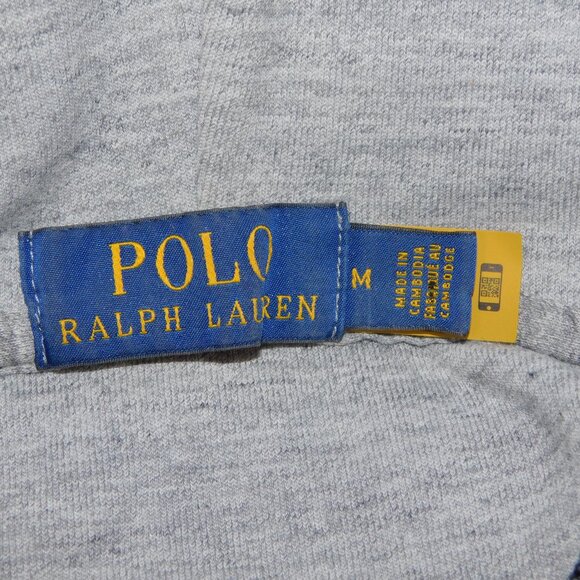 POLO
RALPH LAUREN
M
MADE IN
CAMBODIA
FABRIQUÉ AU
CAMBODGE